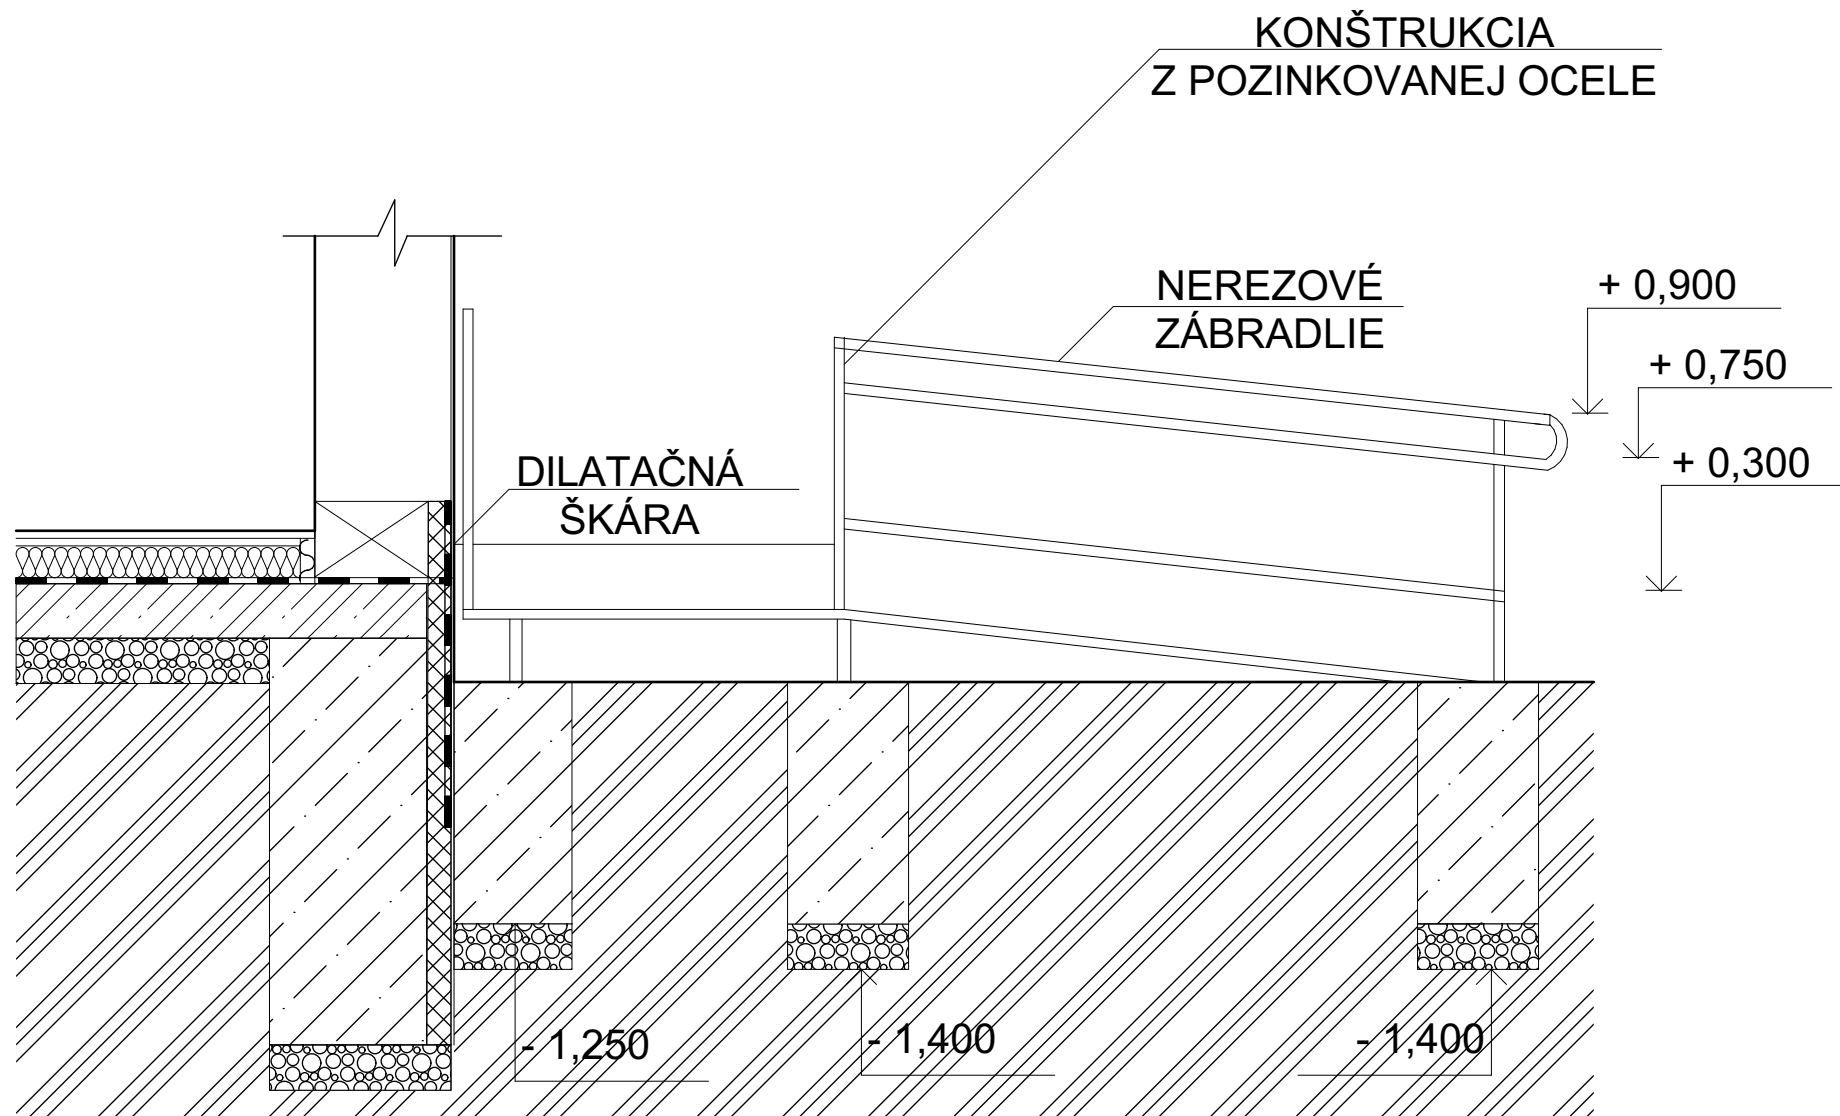 KONŠTRUKCIA
Z POZINKOVANEJ OCELE
NEREZOVÉ
ZÁBRADLIE
+ 0,900
+ 0,750
+ 0,300
DILATAČNÁ
ŠKÁRA
- 1,250
- 1,400
- 1,400